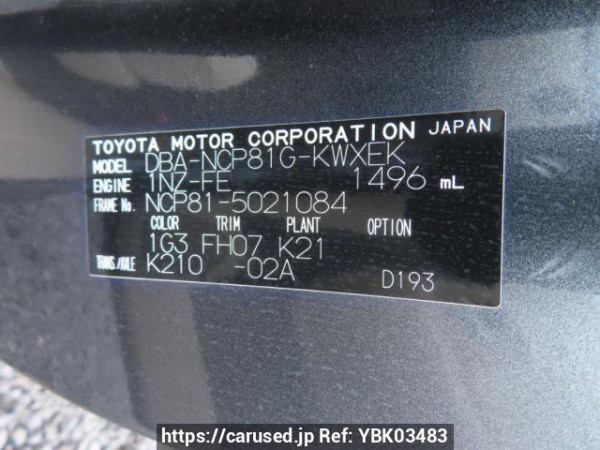 TOYOTA MOTOR CORPORATION JAPAN
MODEL DBA-NCP81G-KWXEK
ENGINE 1NZ-FE 1496 mL
FRAME No. NCP81-5021084
COLOR TRIM PLANT OPTION
1G3 FH07 K21
TRANS./AXLE K210 -02A
D193
https://carused.jp Ref: YBK03483